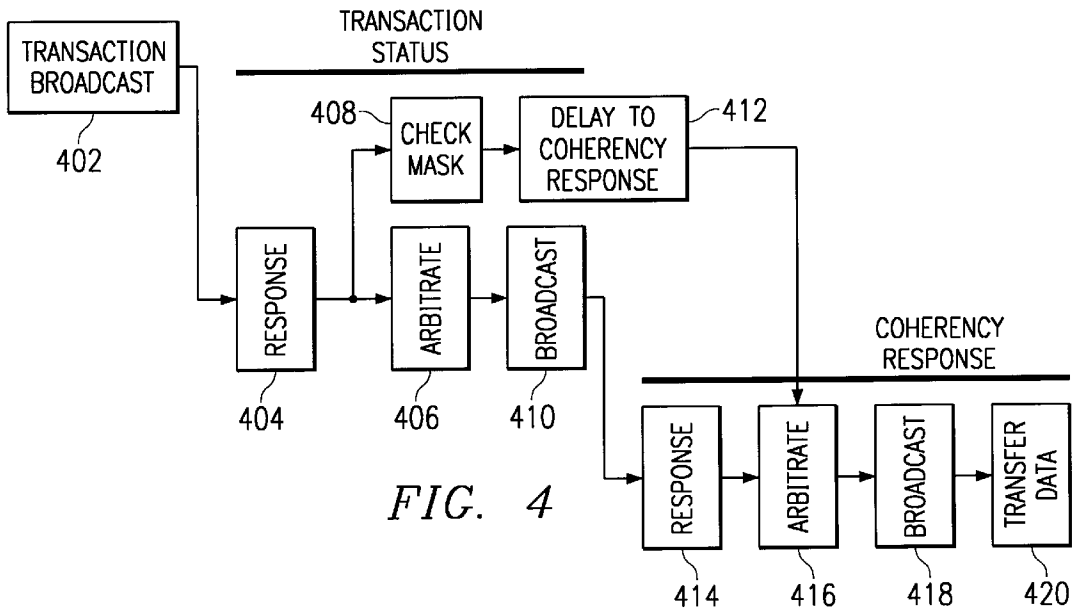 TRANSACTION
BROADCAST
402
TRANSACTION
STATUS
408
CHECK
MASK
DELAY TO
COHERENCY
RESPONSE
412
RESPONSE
404
ARBITRATE
406
BROADCAST
410
COHERENCY
RESPONSE
RESPONSE
414
ARBITRATE
416
BROADCAST
418
TRANSFER
DATA
420
FIG. 4